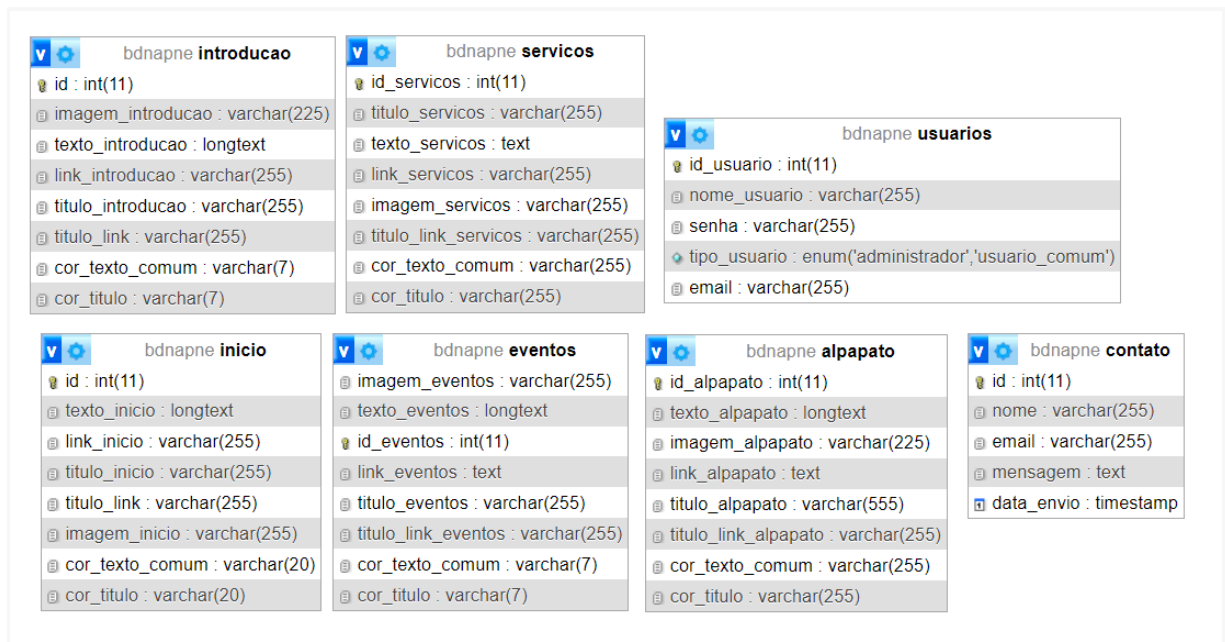 bdnapne introducao
id : int(11)
imagem_introducao : varchar(225)
texto_introducao : longtext
link_introducao : varchar(255)
titulo_introducao : varchar(255)
titulo_link : varchar(255)
cor_texto_comum : varchar(7)
cor_titulo : varchar(7)
bdnapne servicos
id_servicos : int(11)
titulo_servicos : varchar(255)
texto_servicos : text
link_servicos : varchar(255)
imagem_servicos : varchar(255)
titulo_link_servicos : varchar(255)
cor_texto_comum : varchar(255)
cor_titulo : varchar(255)
bdnapne usuarios
id_usuario : int(11)
nome_usuario : varchar(255)
senha : varchar(255)
tipo_usuario : enum('administrador','usuario_comum')
email : varchar(255)
bdnapne inicio
id : int(11)
texto_inicio : longtext
link_inicio : varchar(255)
titulo_inicio : varchar(255)
titulo_link : varchar(255)
imagem_inicio : varchar(255)
cor_texto_comum : varchar(20)
cor_titulo : varchar(20)
bdnapne eventos
imagem_eventos : varchar(255)
texto_eventos : longtext
id_eventos : int(11)
link_eventos : text
titulo_eventos : varchar(255)
titulo_link_eventos : varchar(255)
cor_texto_comum : varchar(7)
cor_titulo : varchar(7)
bdnapne alpapato
id_alpapato : int(11)
texto_alpapato : longtext
imagem_alpapato : varchar(225)
link_alpapato : text
titulo_alpapato : varchar(555)
titulo_link_alpapato : varchar(255)
cor_texto_comum : varchar(255)
cor_titulo : varchar(255)
bdnapne contato
id : int(11)
nome : varchar(255)
email : varchar(255)
mensagem : text
data_envio : timestamp